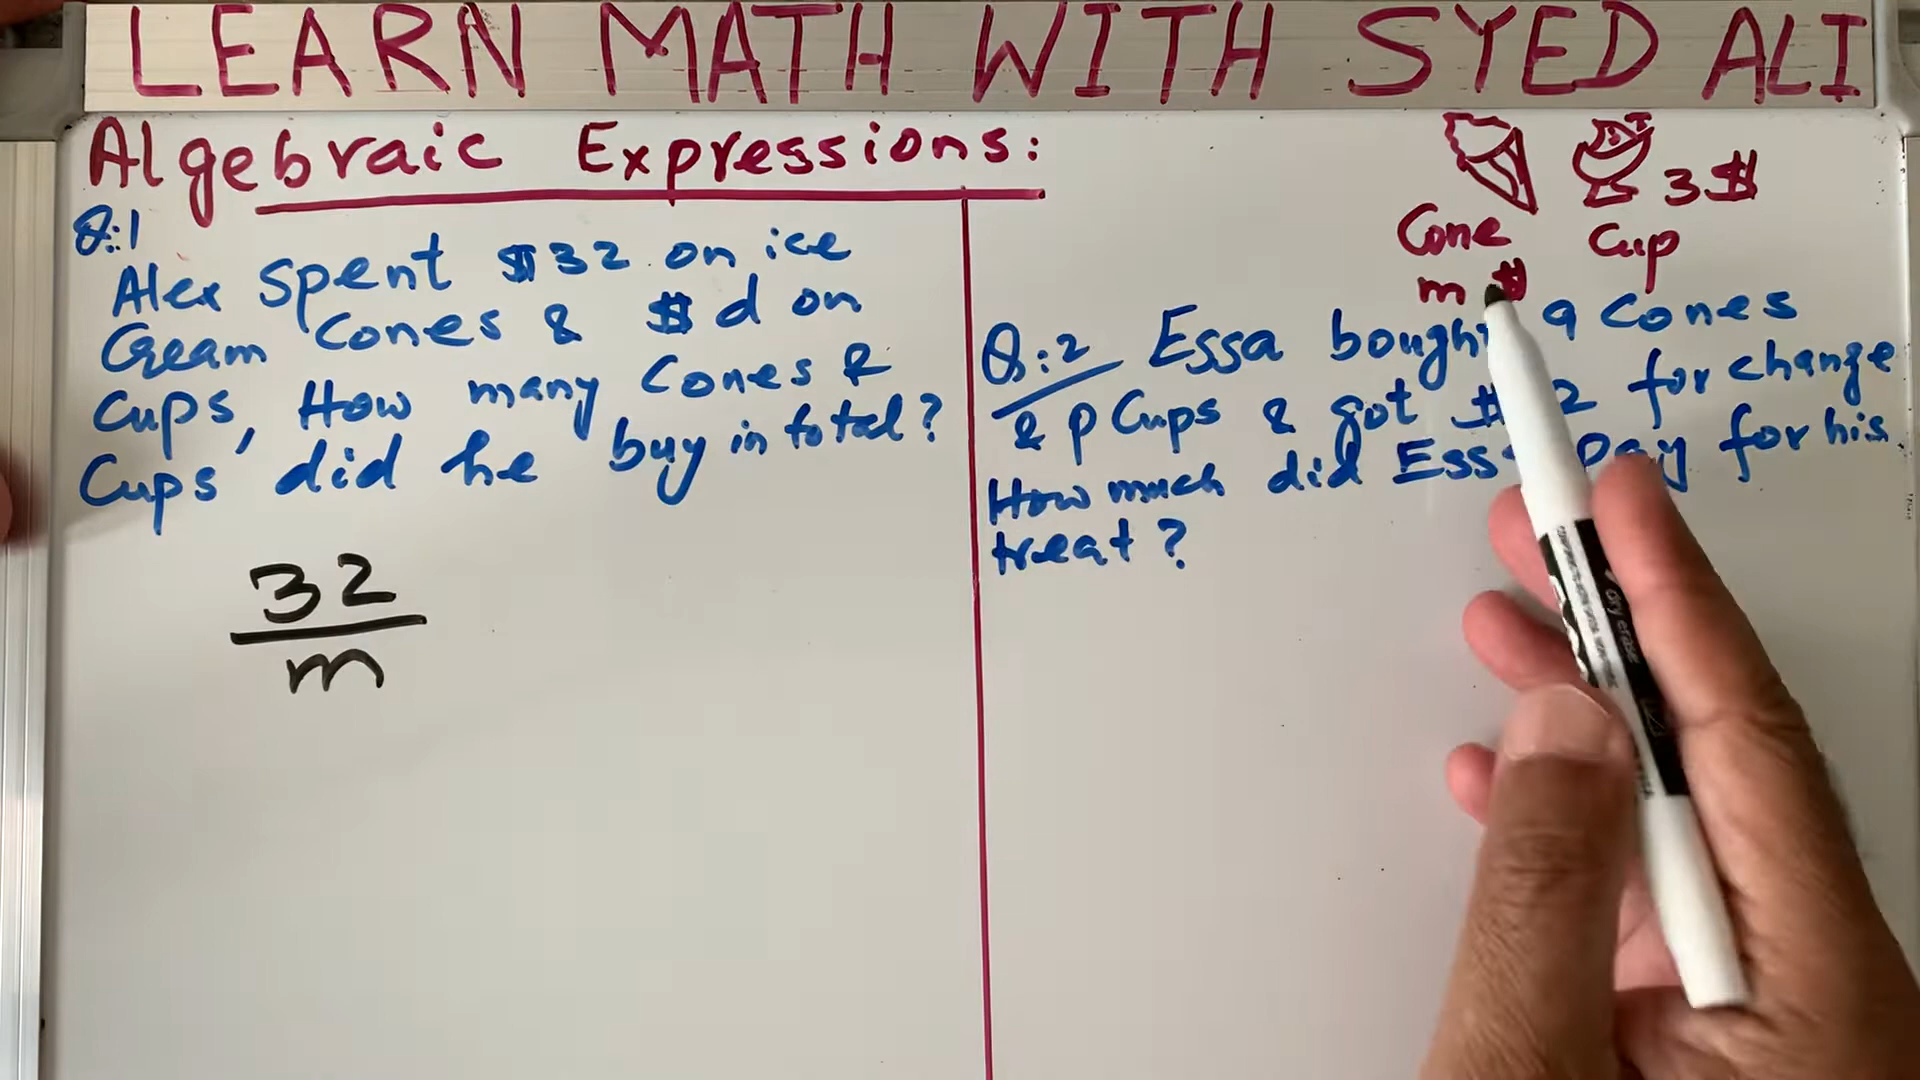 LEARN MATH WITH SYED ALI
Algebraic Expressions:
Q:1
Alex spent $32 on ice
Cream Cones & $ d on
Cups, How many Cones &
Cups did he buy in total?
32
m
3 $
Cone Cup
m $
Q:2 Essa 9 Cones
& p Cups & got for change
How much did for his
treat?